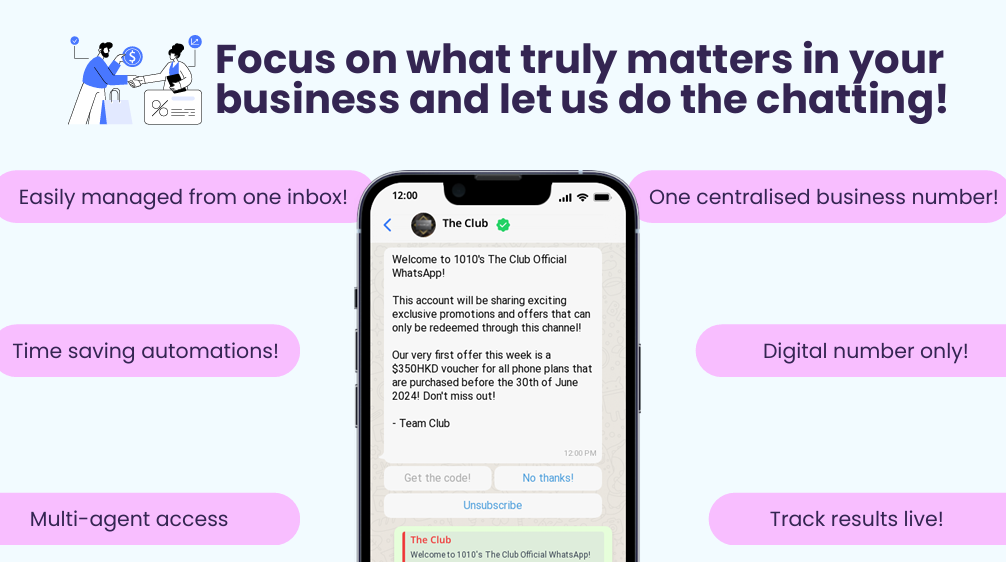 Focus on what truly matters in your
business and let us do the chatting!
Easily managed from one inbox!
One centralised business number!
Time saving automations!
Digital number only!
Multi-agent access
Track results live!
12:00
The Club
Welcome to 1010's The Club Official
WhatsApp!
This account will be sharing exciting
exclusive promotions and offers that can
only be redeemed through this channel!
Our very first offer this week is a
$350HKD voucher for all phone plans that
are purchased before the 30th of June
2024! Don't miss out!
- Team Club
12:00 PM
Get the code!
No thanks!
Unsubscribe
The Club
Welcome to 1010's The Club Official WhatsApp!